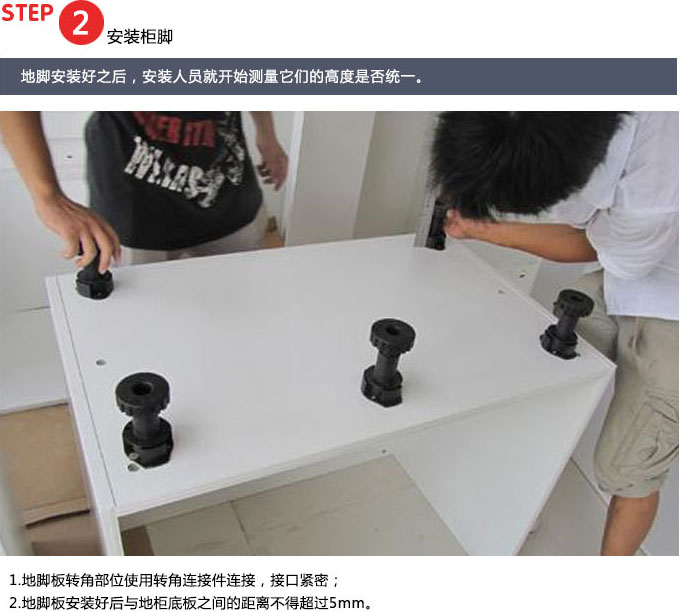 STEP 2 安装柜脚
地脚安装好之后，安装人员就开始测量它们的高度是否统一。
1.地脚板转角部位使用转角连接件连接，接口紧密；
2.地脚板安装好后与地柜底板之间的距离不得超过5mm。